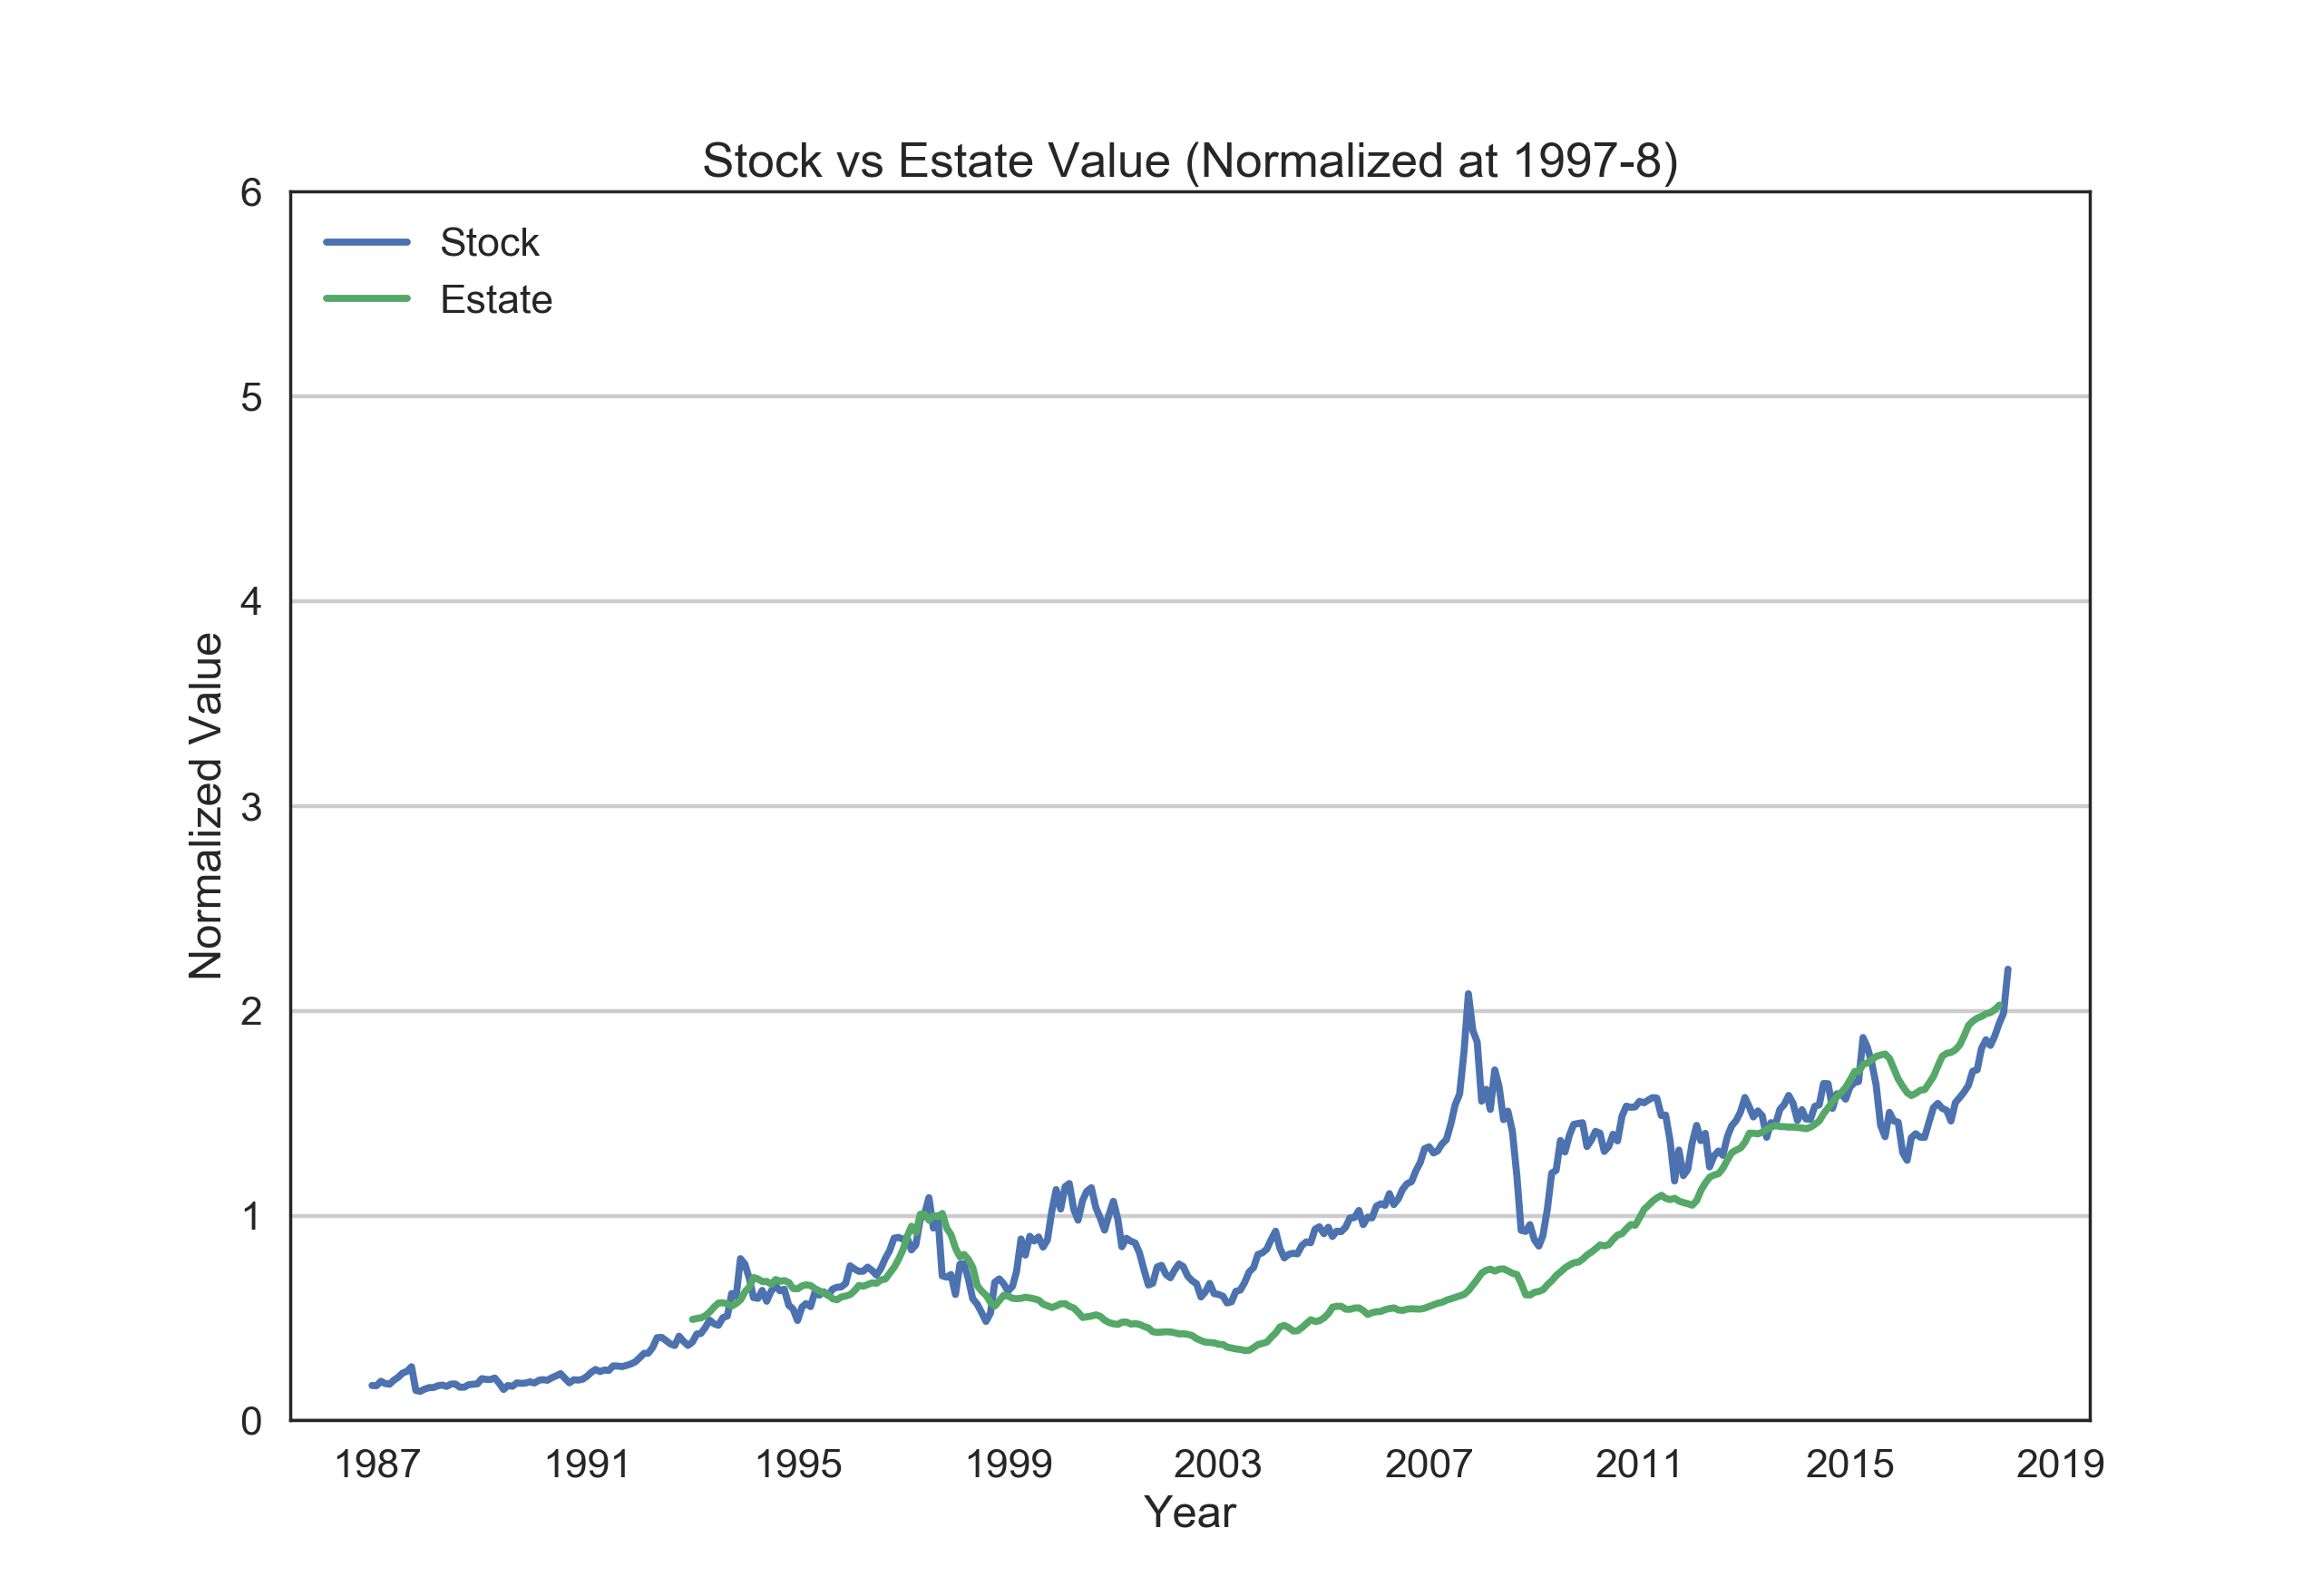 Stock vs Estate Value (Normalized at 1997-8)
6
Stock
Estate
5
4
3
2
1
0
Normalized Value
1987 1991 1995 1999 2003 2007 2011 2015 2019
Year